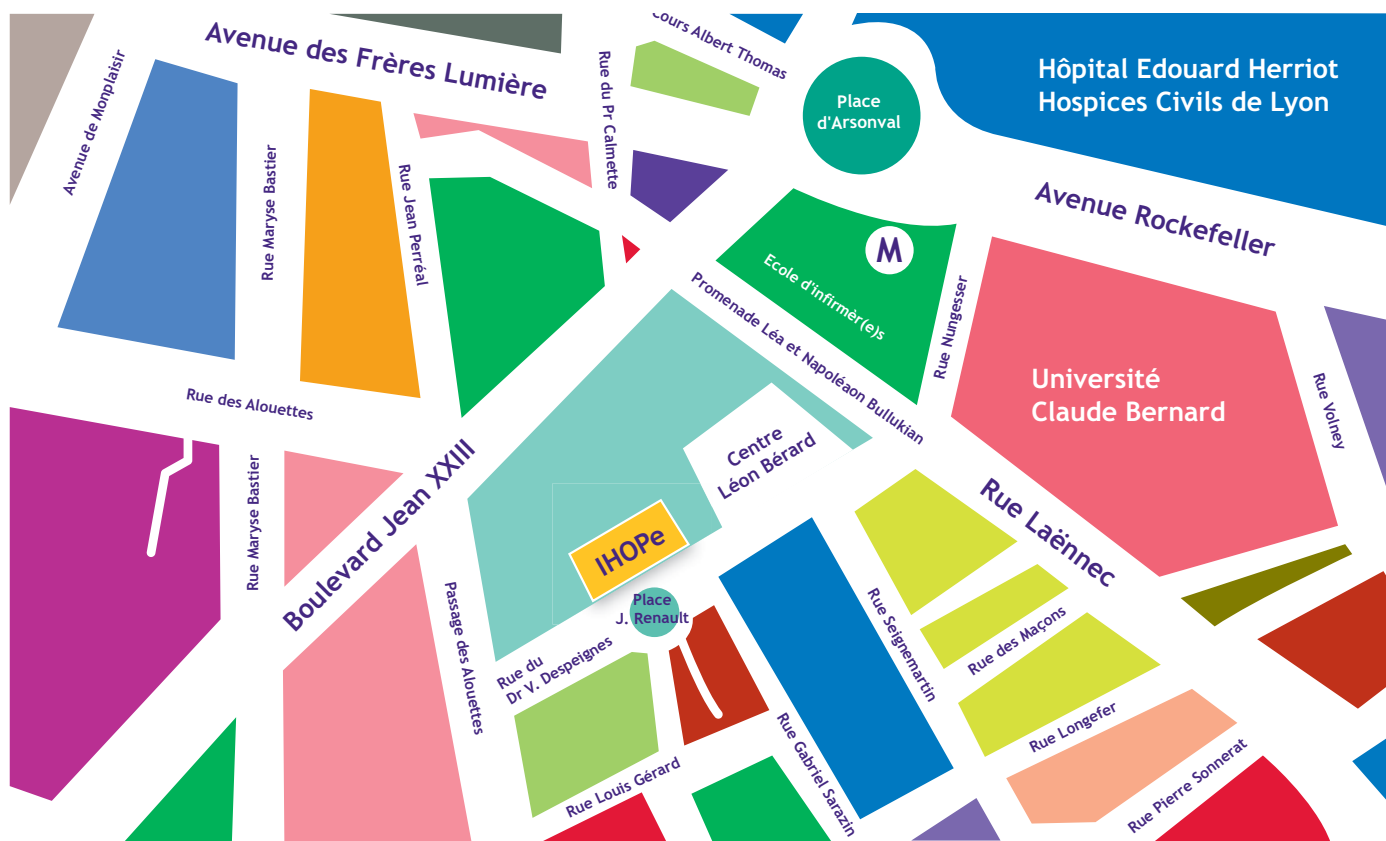 Avenue des Frères Lumière
Cours Albert Thomas
Hôpital Edouard Herriot
Hospices Civils de Lyon
Avenue de Monplaisir
Rue du Pr Calmette
Place
d'Arsonval
Rue Maryse Bastier
Rue Jean Perréal
Avenue Rockefeller
M
Ecole d'infirmèr(e)s
Promenade Léa et Napoléaon Bullukian
Rue Nungesser
Université
Claude Bernard
Rue Volney
Rue des Alouettes
Centre
Léon Bérard
Rue Maryse Bastier
Boulevard Jean XXIII
Rue Laënnec
IHOPe
Place
J. Renault
Passage des Alouettes
Rue du
Dr V. Despeignes
Rue Seignemartin
Rue des Maçons
Rue Longefer
Rue Gabriel Sarazin
Rue Louis Gérard
Rue Pierre Sonnerat